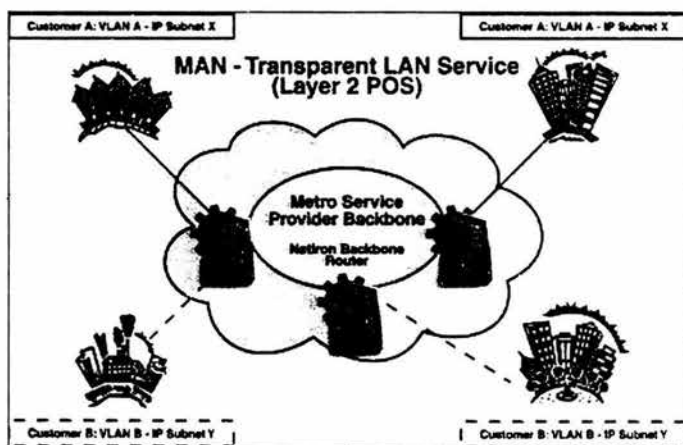 Customer A: VLAN A - IP Subnet X
Customer A: VLAN A - IP Subnet X
MAN - Transparent LAN Service
(Layer 2 POS)
Metro Service
Provider Backbone
NetIron Backbone
Router
Customer B: VLAN B - IP Subnet Y
Customer B: VLAN B - IP Subnet Y